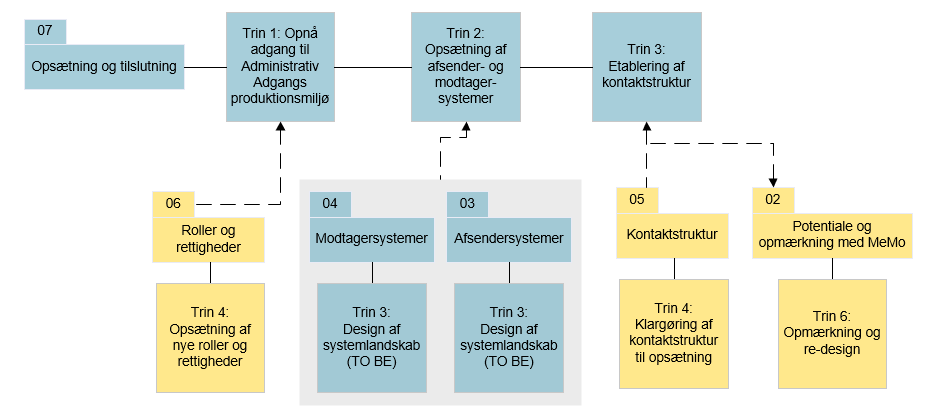 07
Opsætning og tilslutning
Trin 1: Opnå
adgang til
Administrativ
Adgangs
produktionsmiljø
Trin 2:
Opsætning af
afsender- og
modtager-
systemer
Trin 3:
Etablering af
kontaktstruktur
06
Roller og
rettigheder
Trin 4:
Opsætning af
nye roller og
rettigheder
04
Modtagersystemer
Trin 3:
Design af
systemlandskab
(TO BE)
03
Afsendersystemer
Trin 3:
Design af
systemlandskab
(TO BE)
05
Kontaktstruktur
Trin 4:
Klargøring af
kontaktstruktur
til opsætning
02
Potentiale og
opmærkning med MeMo
Trin 6:
Opmærkning og
re-design